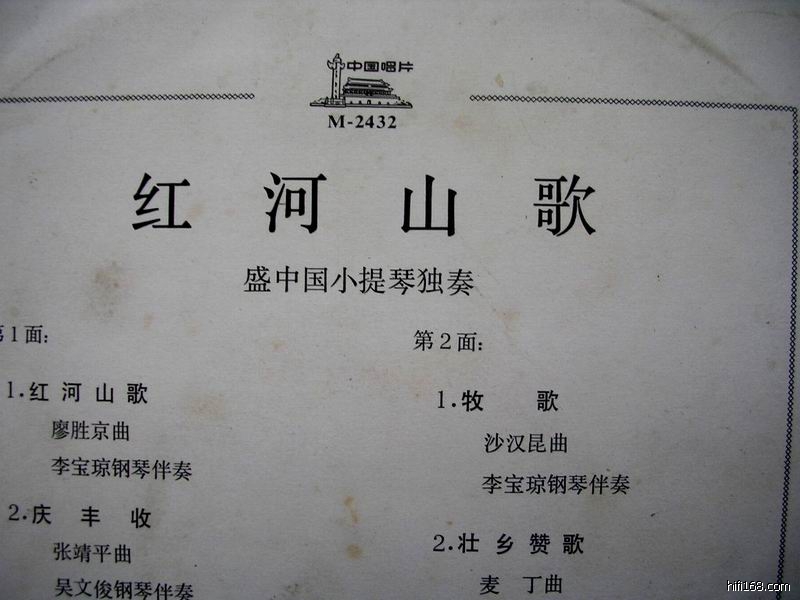 中国唱片
M-2432
红河山歌
盛中国小提琴独奏
第1面:
1.红河山歌
廖胜京曲
李宝琼钢琴伴奏
2.庆丰收
张靖平曲
吴文俊钢琴伴奏
第2面:
1.牧歌
沙汉昆曲
李宝琼钢琴伴奏
2.壮乡赞歌
麦丁曲
hifi168.com